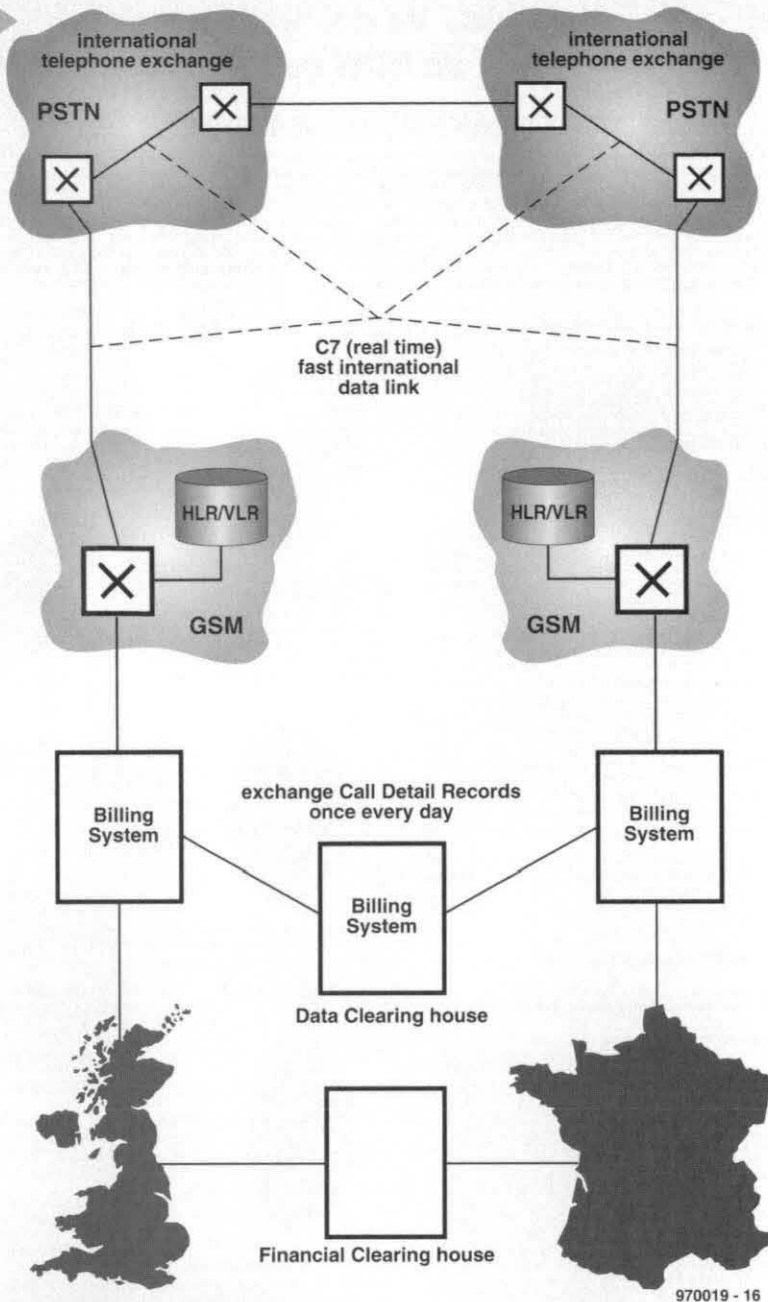 international
telephone exchange
PSTN
international
telephone exchange
PSTN
C7 (real time)
fast international
data link
HLR/VLR
GSM
HLR/VLR
GSM
Billing
System
exchange Call Detail Records
once every day
Billing
System
Billing
System
Data Clearing house
Financial Clearing house
970019 - 16